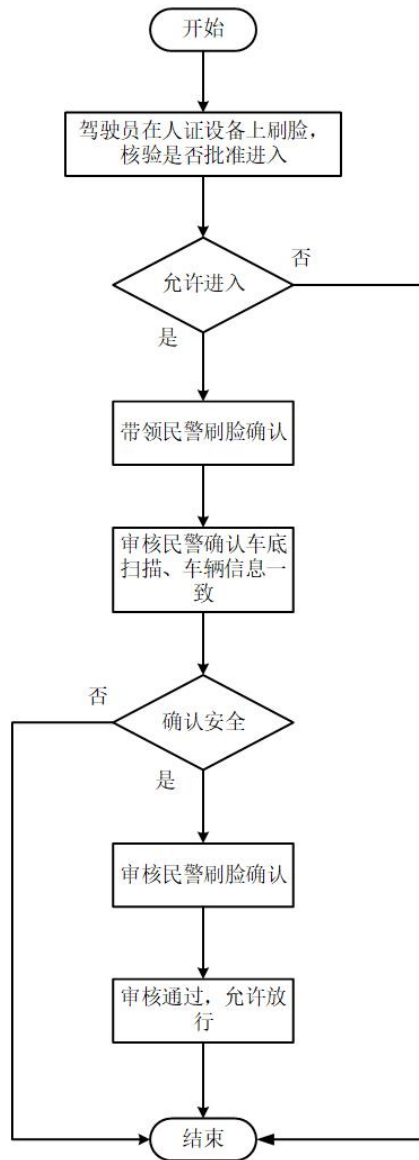 开始
驾驶员在人证设备上刷脸，
核验是否批准进入
否
允许进入
是
带领民警刷脸确认
审核民警确认车底
扫描、车辆信息一
致
否
确认安全
是
审核民警刷脸确认
审核通过，允许放
行
结束